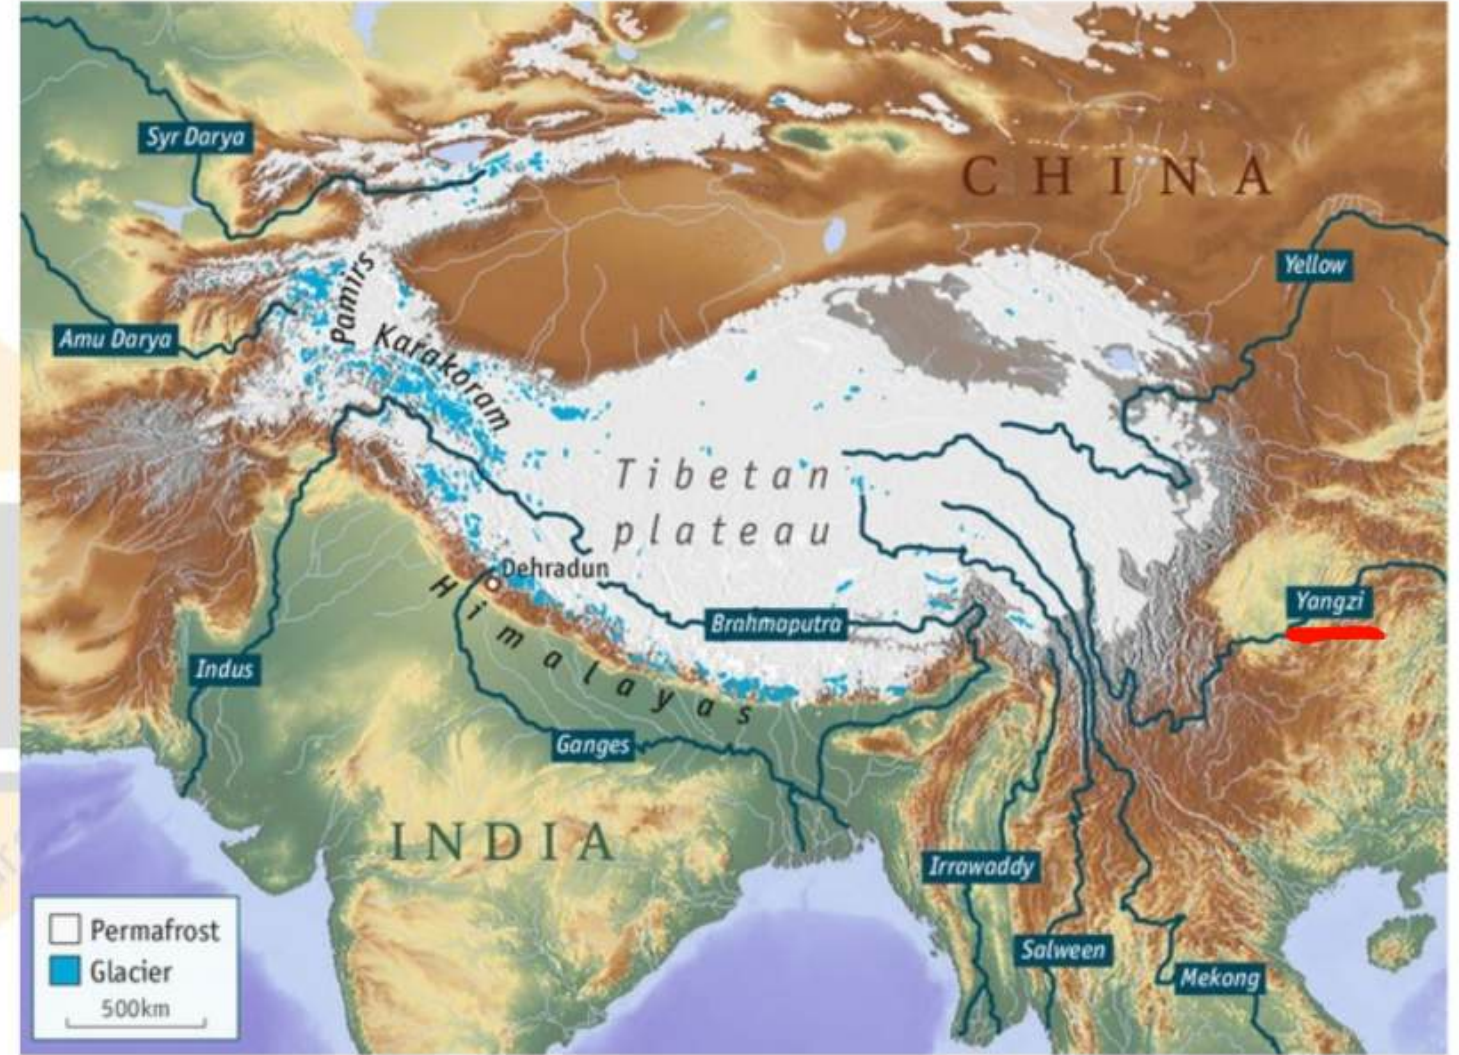 Syr Darya
CHINA
Yellow
Pamirs
Amu Darya
Karakoram
Tibetan
plateau
Dehradun
Himalayas
Yangzi
Brahmaputra
Indus
Ganges
INDIA
Irrawaddy
Salween
Mekong
Permafrost
Glacier
500km